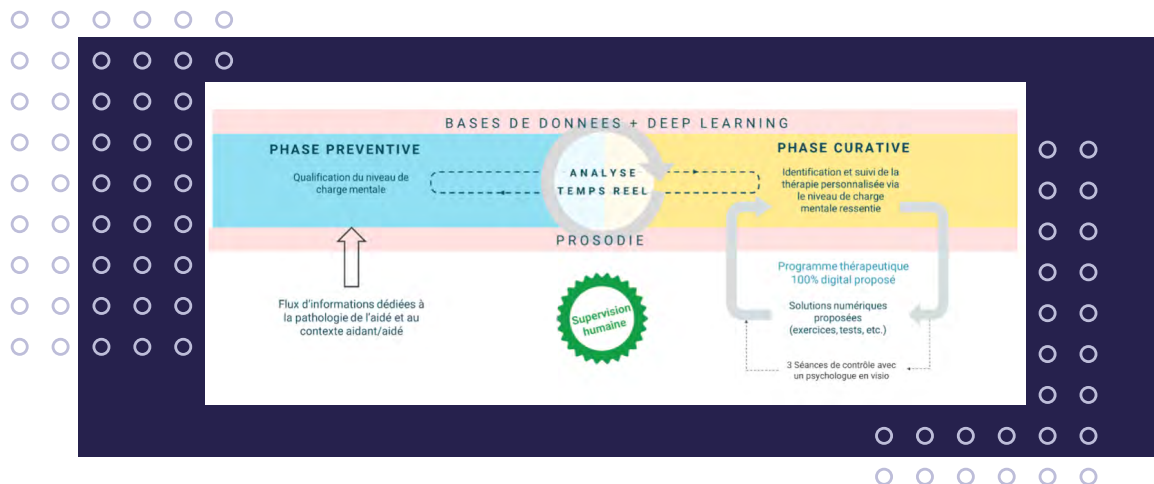 BASES DE DONNEES + DEEP LEARNING
PHASE PREVENTIVE
Qualification du niveau de
charge mentale
ANALYSE
TEMPS REEL
PHASE CURATIVE
Identification et suivi de la
thérapie personnalisée via
le niveau de charge
mentale ressentie
PROSODIE
Flux d'informations dédiées à
la pathologie de l'aidé et au
contexte aidant/aidé
Supervision
humaine
Programme thérapeutique
100% digital proposé
Solutions numériques
proposées
(exercices, tests, etc.)
3 Séances de contrôle avec
un psychologue en visio